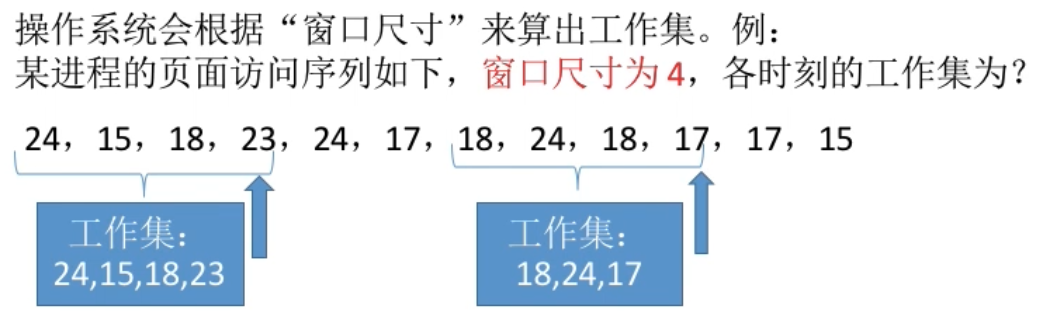 操作系统会根据“窗口尺寸”来算出工作集。例：
某进程的页面访问序列如下，窗口尺寸为4，各时刻的工作集为？
24，15，18，23，24，17，18，24，18，17，17，15
工作集：
24,15,18,23
工作集：
18,24,17